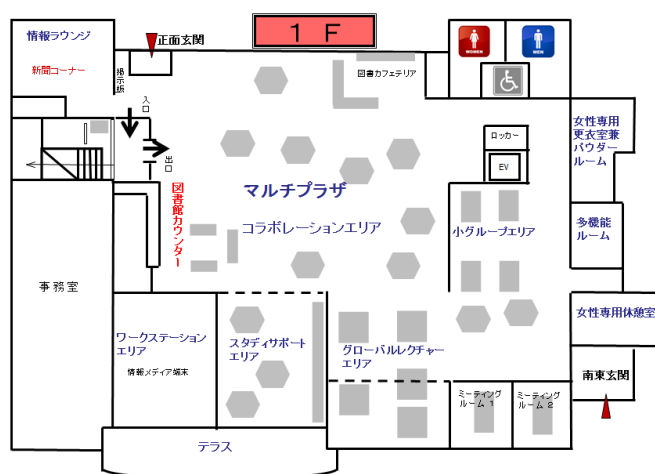 1 F
情報ラウンジ
新聞コーナー
正面玄関
掲示板
入口
出口
図書カフェテリア
WOMEN
MEN
女性専用
更衣室兼
パウダー
ルーム
ロッカー
EV
マルチプラザ
コラボレーションエリア
図書館カウンター
小グループエリア
多機能
ルーム
事務室
女性専用休憩室
ワークステーション
エリア
情報メディア端末
スタディサポート
エリア
グローバルレクチャー
エリア
南東玄関
ミーティング
ルーム 1
ミーティング
ルーム 2
テラス